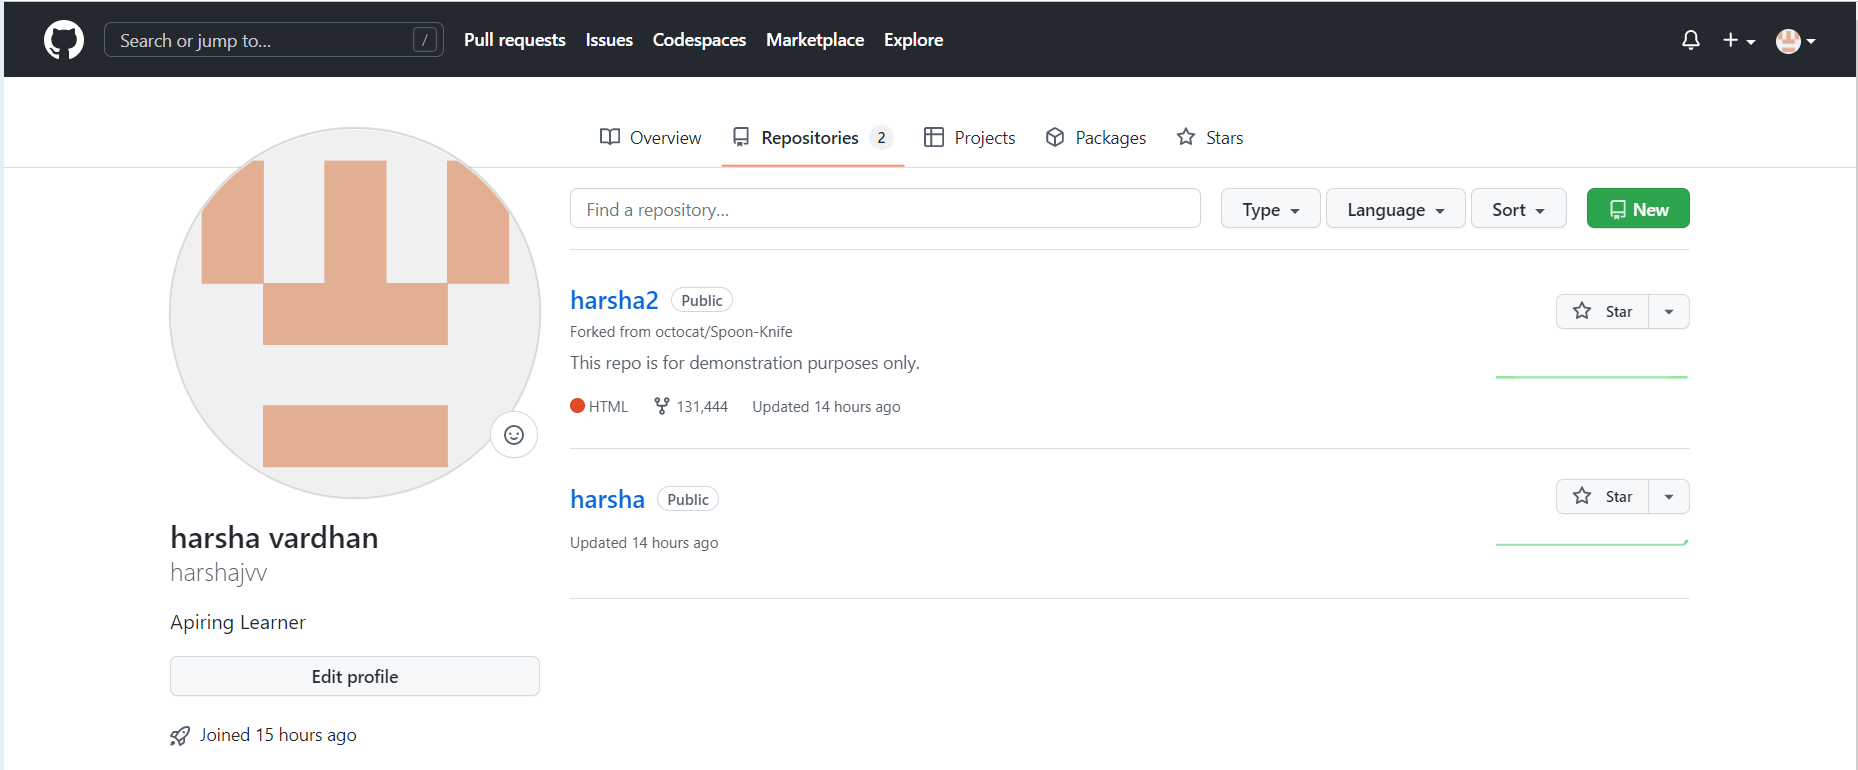 Search or jump to... / Pull requests Issues Codespaces Marketplace Explore
Overview Repositories 2 Projects Packages Stars
Find a repository... Type Language Sort New
harsha2 Public
Star
Forked from octocat/Spoon-Knife
This repo is for demonstration purposes only.
HTML 131,444 Updated 14 hours ago
harsha Public
Star
Updated 14 hours ago
harsha vardhan
harshajvv
Apiring Learner
Edit profile
Joined 15 hours ago